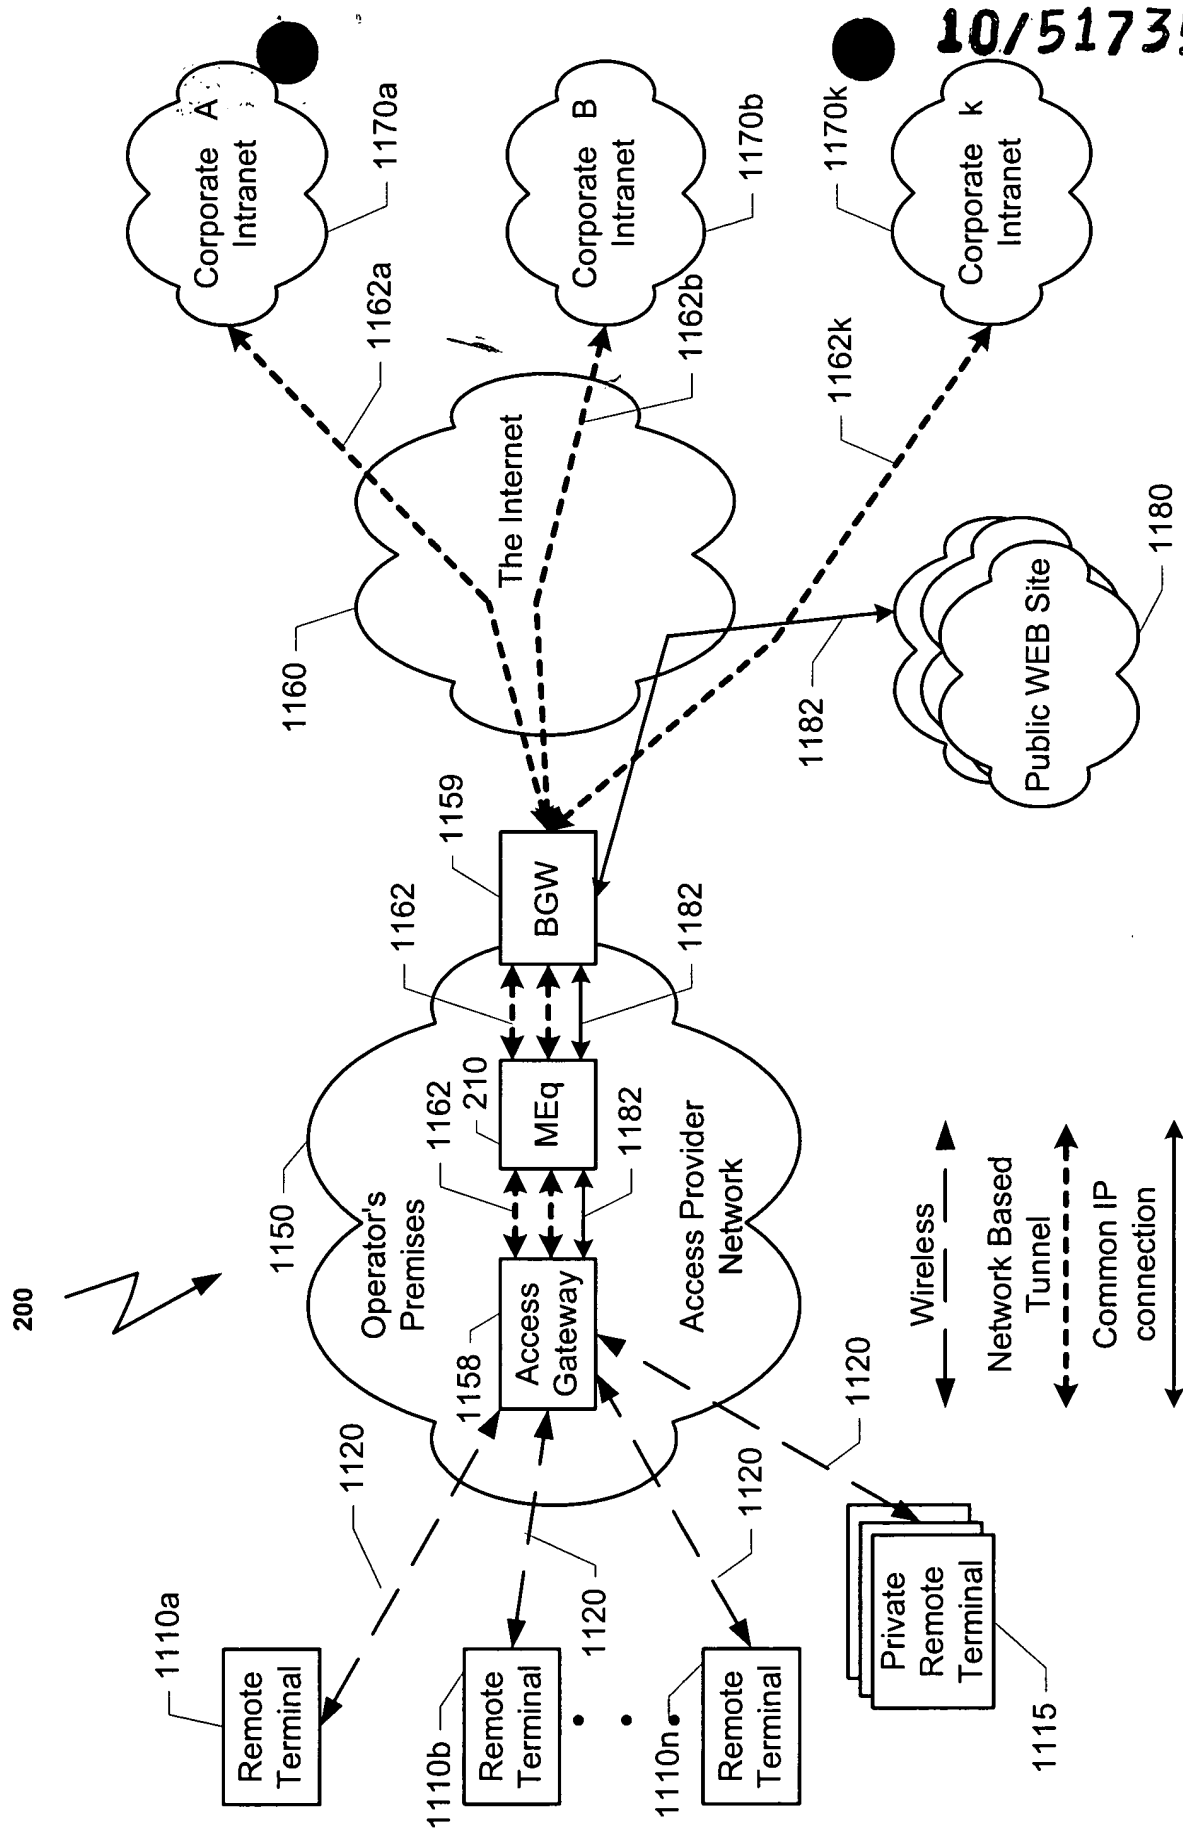 10/5173
200
1110a
Remote
Terminal
1110b
Remote
Terminal
1110n
Remote
Terminal
Private
Remote
Terminal
1115
1120
1120
1120
1120
1150
Operator's
Premises
1158
Access
Gateway
Access Provider
Network
1162
210
MEq
1182
1162
1159
BGW
1182
1160
The Internet
1162a
1162b
1162k
1182
Corporate A
Intranet
1170a
Corporate B
Intranet
1170b
Corporate k
Intranet
1170k
Public WEB Site
1180
Wireless
Network Based
Tunnel
Common IP
connection